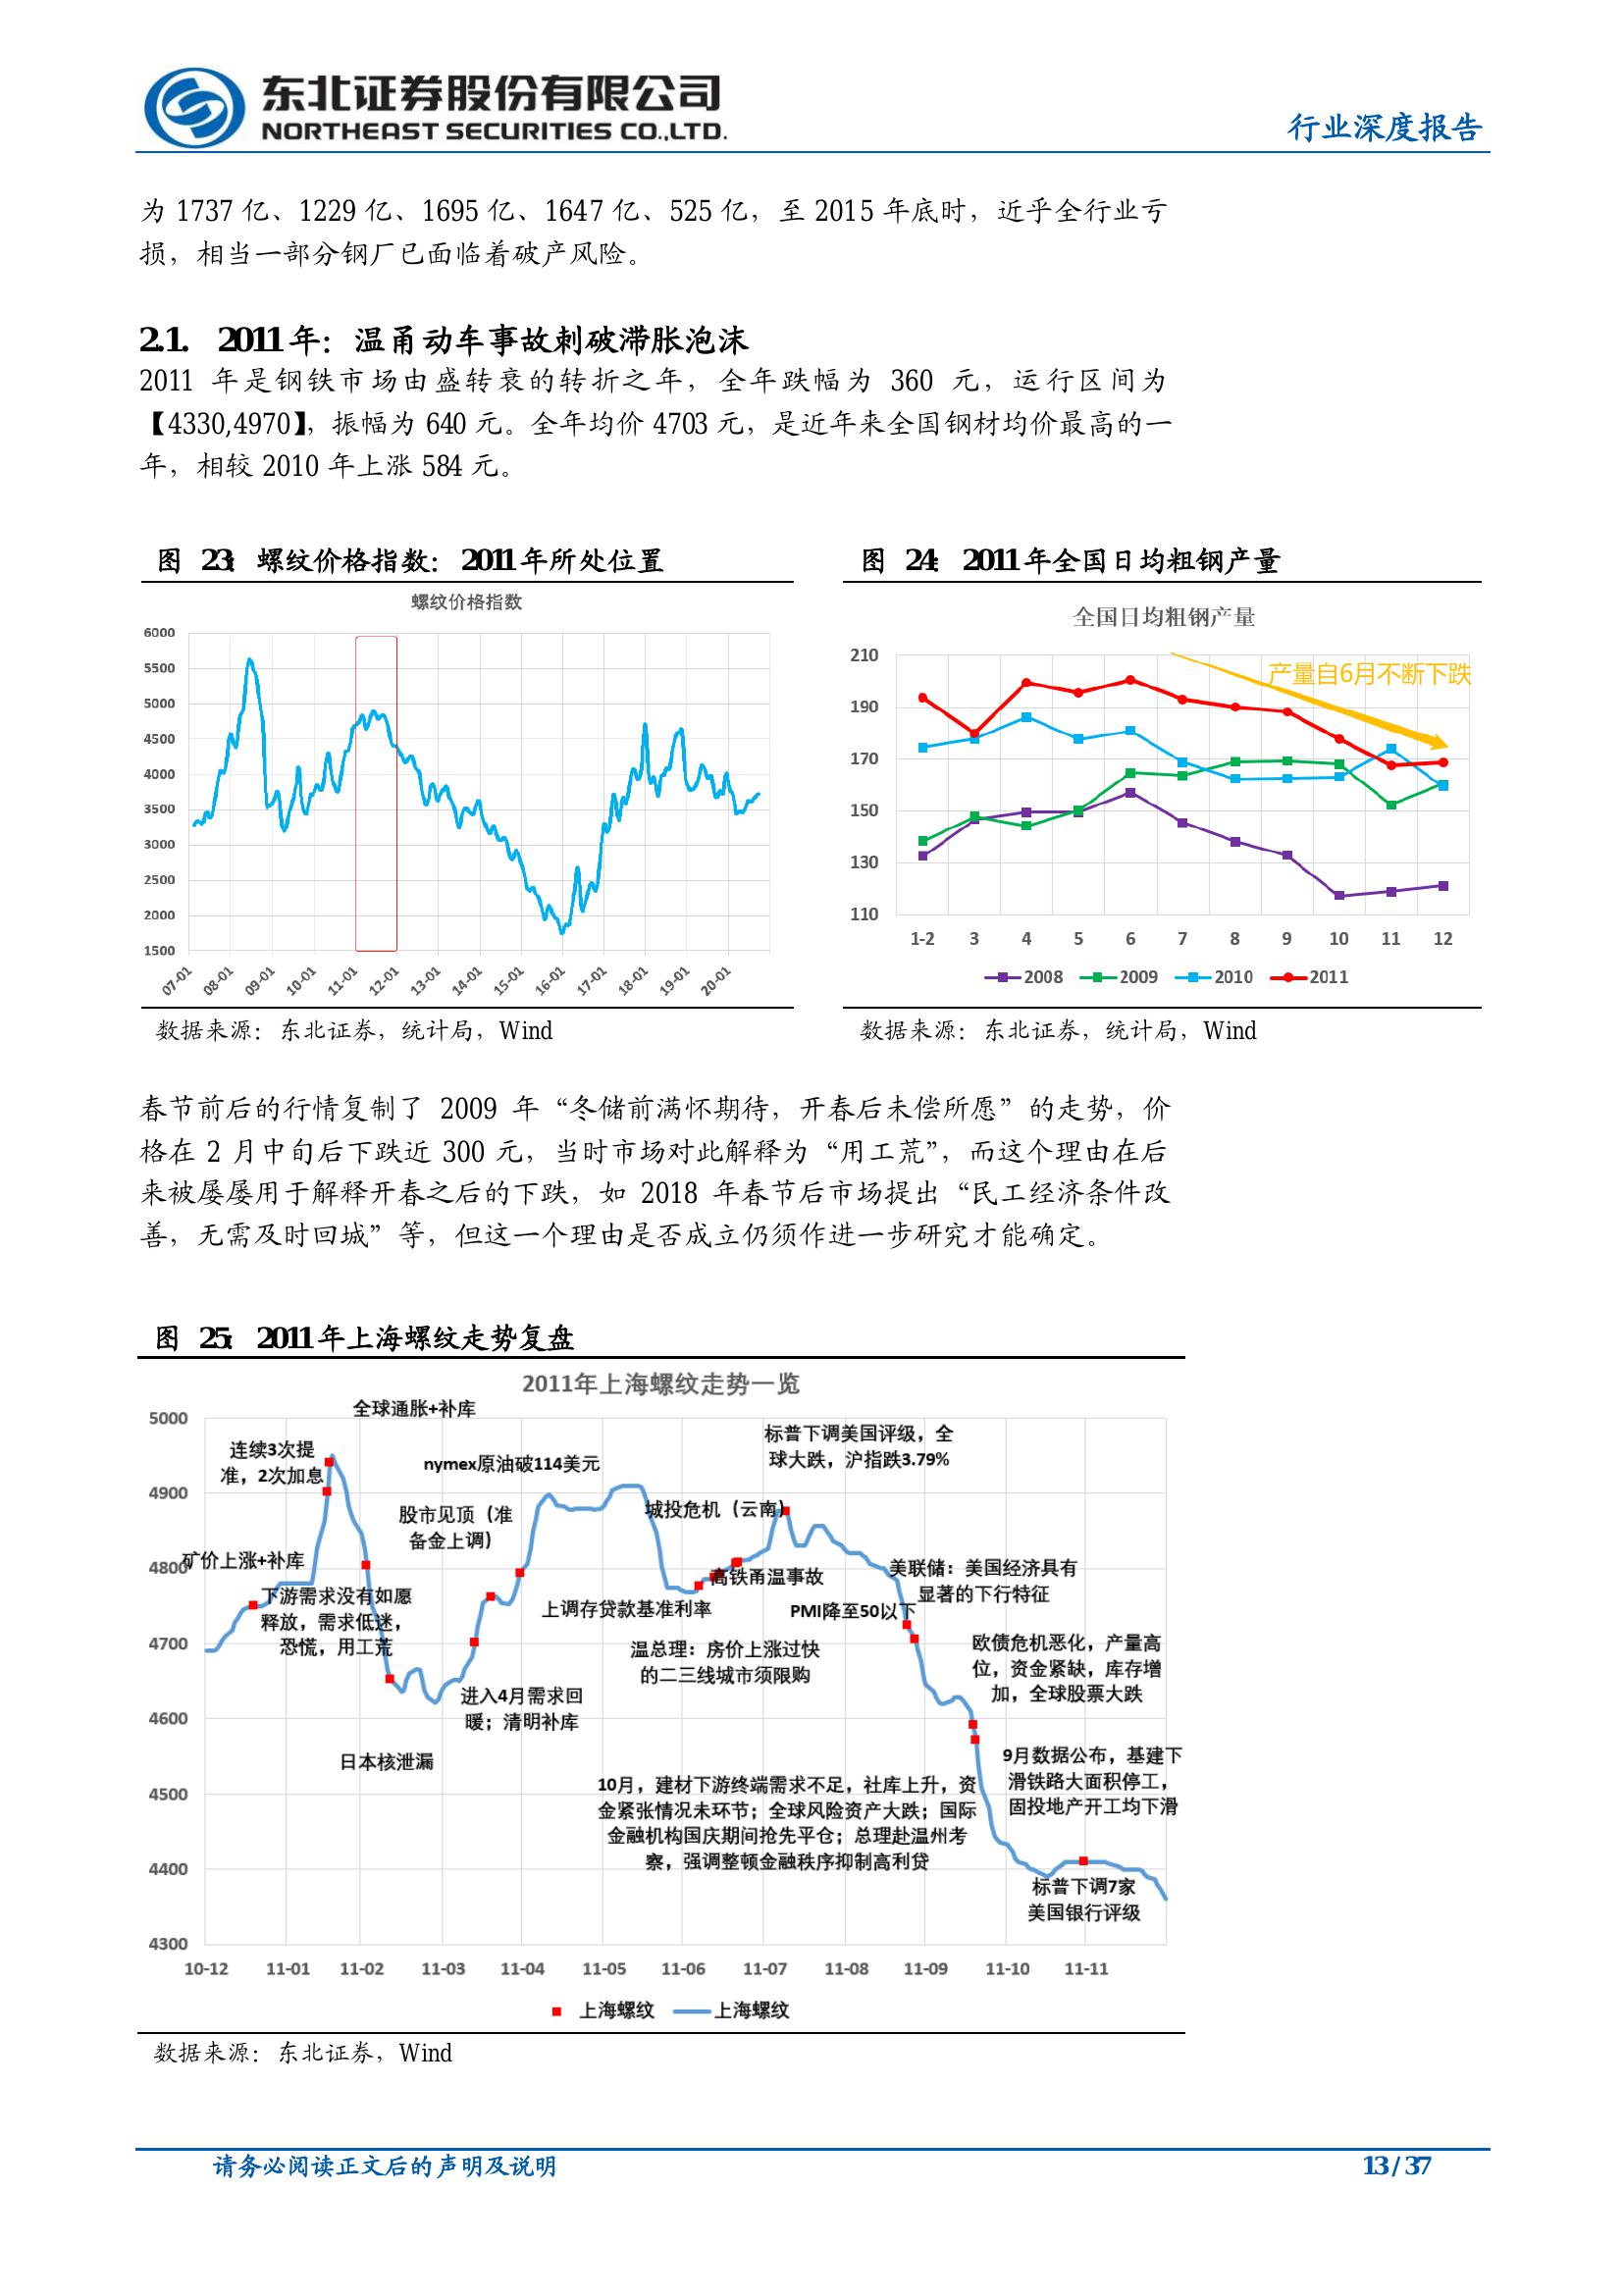 东北证券股份有限公司
NORTHEAST SECURITIES CO.,LTD.
行业深度报告
为 1737 亿、1229 亿、1695 亿、1647 亿、525 亿，至 2015 年底时，近乎全行业亏
损，相当一部分钢厂已面临着破产风险。
2.1. 2011 年：温甬动车事故刺破滞胀泡沫
2011 年是钢铁市场由盛转衰的转折之年，全年跌幅为 360 元，运行区间为
【4330,4970】，振幅为 640 元。全年均价 4703 元，是近年来全国钢材均价最高的一
年，相较 2010 年上涨 584 元。
图 23：螺纹价格指数：2011 年所处位置
螺纹价格指数
6000
5500
5000
4500
4000
3500
3000
2500
2000
1500
07-01 08-01 09-01 10-01 11-01 12-01 13-01 14-01 15-01 16-01 17-01 18-01 19-01 20-01
数据来源：东北证券，统计局，Wind
图 24：2011 年全国日均粗钢产量
全国日均粗钢产量
产量自6月不断下跌
210
190
170
150
130
110
1-2 3 4 5 6 7 8 9 10 11 12
2008 2009 2010 2011
数据来源：东北证券，统计局，Wind
春节前后的行情复制了 2009 年“冬储前满怀期待，开春后未偿所愿”的走势，价
格在 2 月中旬后下跌近 300 元，当时市场对此解释为“用工荒”，而这个理由在后
来被屡屡用于解释开春之后的下跌，如 2018 年春节后市场提出“民工经济条件改
善，无需及时回城”等，但这一个理由是否成立仍须作进一步研究才能确定。
图 25：2011 年上海螺纹走势复盘
2011年上海螺纹走势一览
5000
4900
4800
4700
4600
4500
4400
4300
全球通胀+补库
连续3次提
准，2次加息
nymex原油破114美元
标普下调美国评级，全
球大跌，沪指跌3.79%
股市见顶（准
备金上调）
城投危机（云南）
矿价上涨+补库
下游需求没有如愿
释放，需求低迷，
恐慌，用工荒
高铁甬温事故
美联储：美国经济具有
显著的下行特征
上调存贷款基准利率
PMI降至50以下
温总理：房价上涨过快
的二三线城市须限购
欧债危机恶化，产量高
位，资金紧缺，库存增
加，全球股票大跌
进入4月需求回
暖；清明补库
日本核泄漏
9月数据公布，基建下
滑铁路大面积停工，
固投地产开工均下滑
10月，建材下游终端需求不足，社库上升，资
金紧张情况未环节；全球风险资产大跌；国际
金融机构国庆期间抢先平仓；总理赴温州考
察，强调整顿金融秩序抑制高利贷
标普下调7家
美国银行评级
10-12 11-01 11-02 11-03 11-04 11-05 11-06 11-07 11-08 11-09 11-10 11-11
上海螺纹 上海螺纹
数据来源：东北证券，Wind
请务必阅读正文后的声明及说明
13 / 37